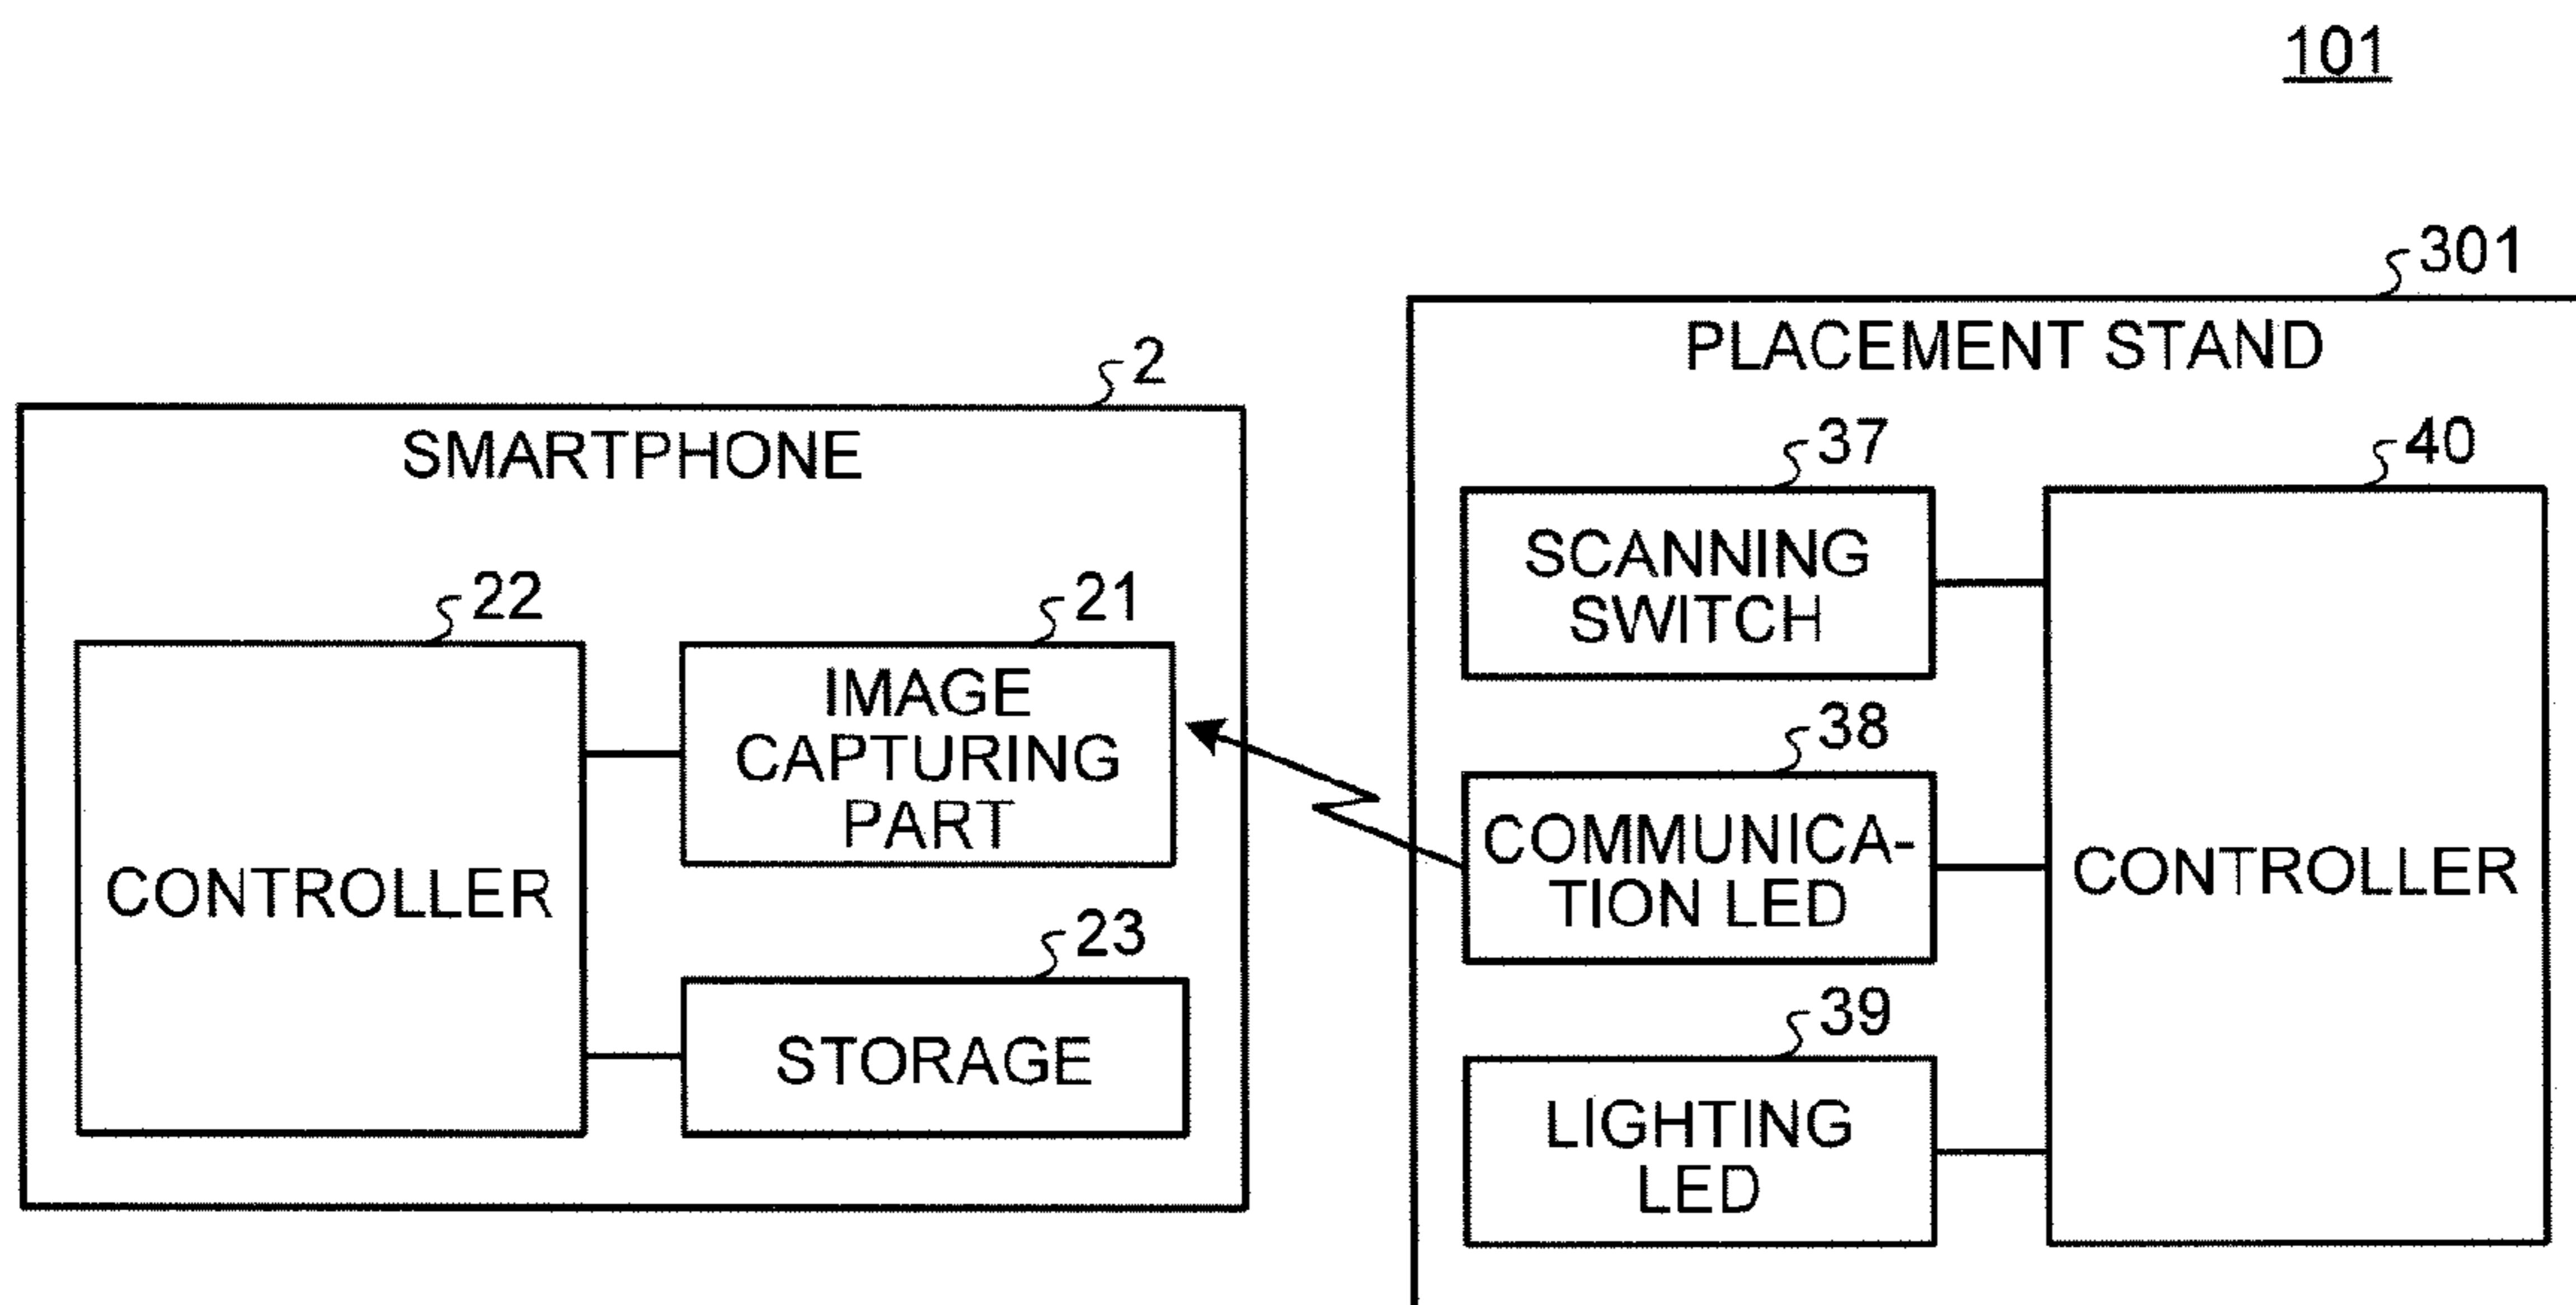 101
301
PLACEMENT STAND
2
SMARTPHONE
37
40
SCANNING
SWITCH
22
21
IMAGE
CAPTURING
PART
38
CONTROLLER
COMMUNICA-
TION LED
CONTROLLER
23
STORAGE
39
LIGHTING
LED